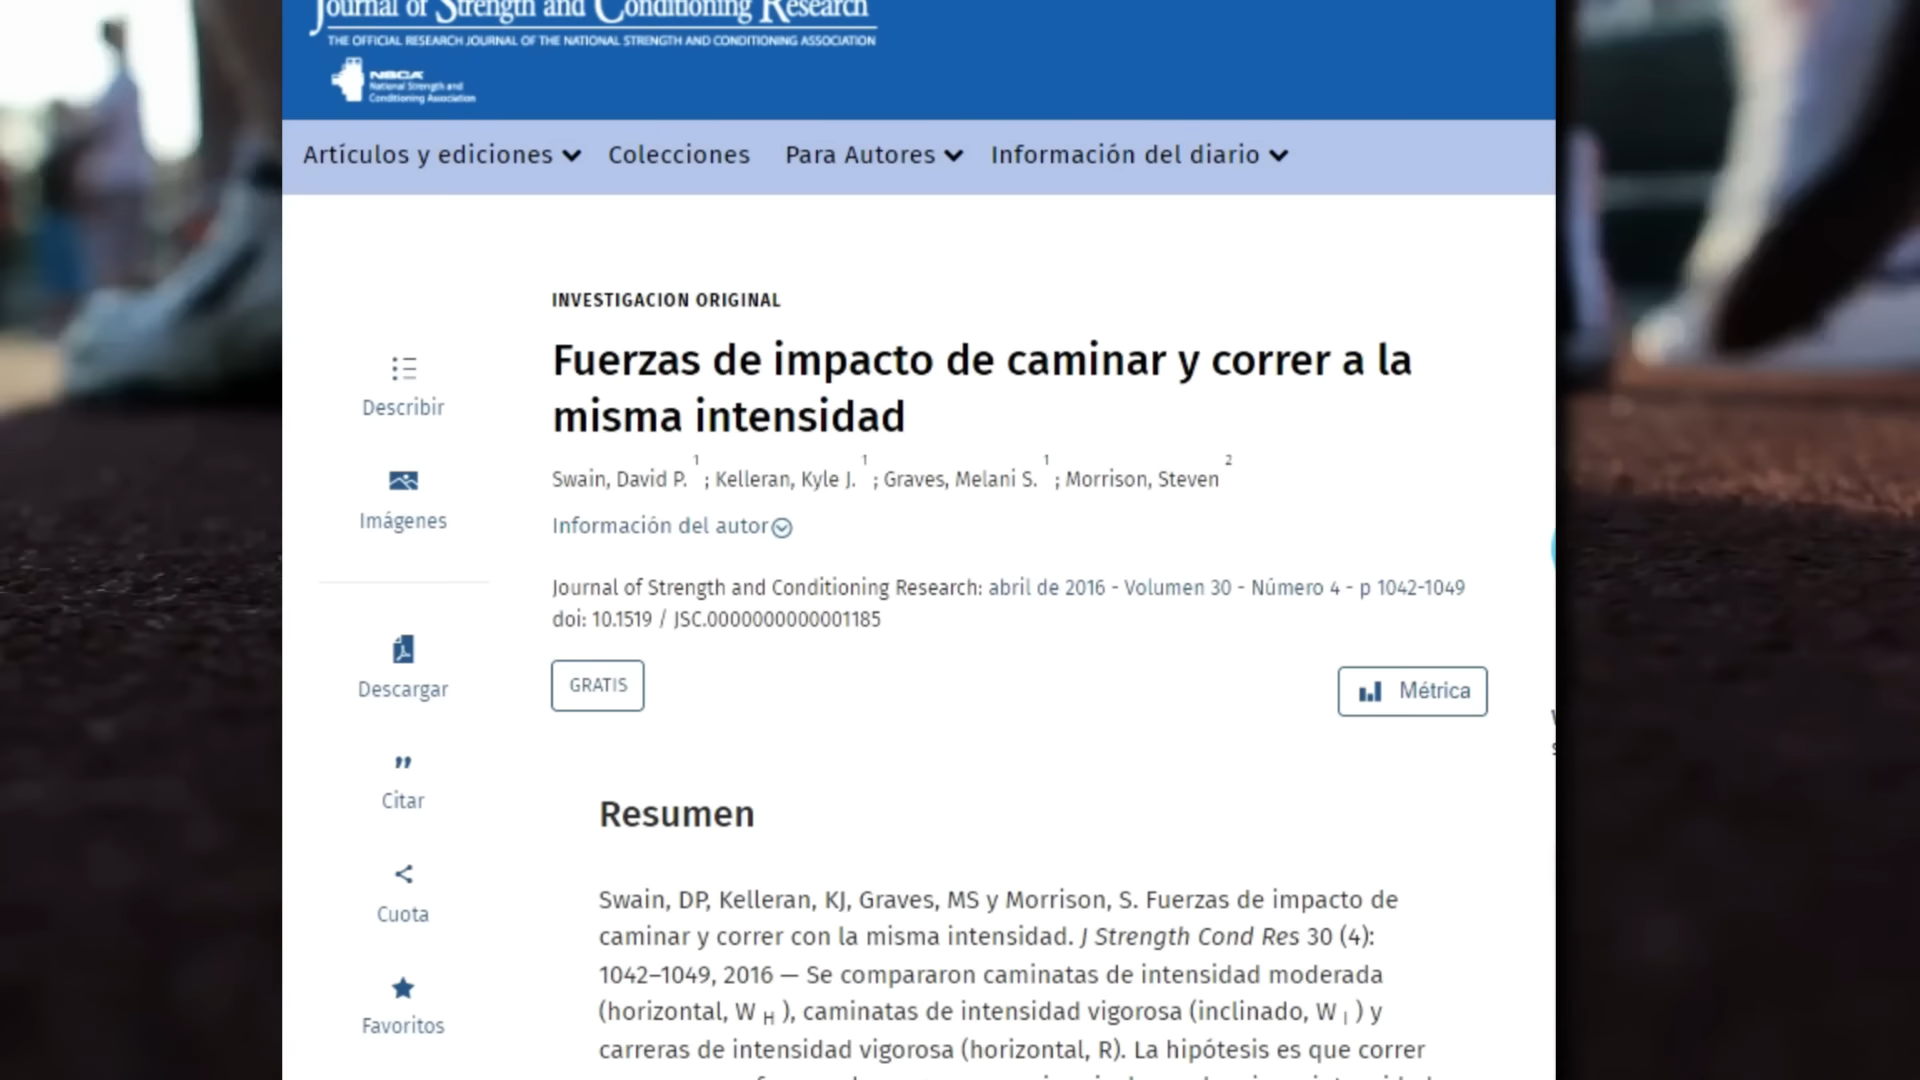 Journal of Strength and Conditioning Research
THE OFFICIAL RESEARCH JOURNAL OF THE NATIONAL STRENGTH AND CONDITIONING ASSOCIATION
NSCA
National Strength and
Conditioning Association
Artículos y ediciones
Colecciones
Para Autores
Información del diario
INVESTIGACION ORIGINAL
Fuerzas de impacto de caminar y correr a la
misma intensidad
Swain, David P. 1 ; Kelleran, Kyle J. 1 ; Graves, Melani S. 1 ; Morrison, Steven 2
Información del autor
Journal of Strength and Conditioning Research: abril de 2016 - Volumen 30 - Número 4 - p 1042-1049
doi: 10.1519 / JSC.0000000000001185
GRATIS
Métrica
Describir
Imágenes
Descargar
Citar
Cuota
Favoritos
Resumen
Swain, DP, Kelleran, KJ, Graves, MS y Morrison, S. Fuerzas de impacto de
caminar y correr con la misma intensidad. J Strength Cond Res 30 (4):
1042–1049, 2016 — Se compararon caminatas de intensidad moderada
(horizontal, W H ), caminatas de intensidad vigorosa (inclinado, W I ) y
carreras de intensidad vigorosa (horizontal, R). La hipótesis es que correr